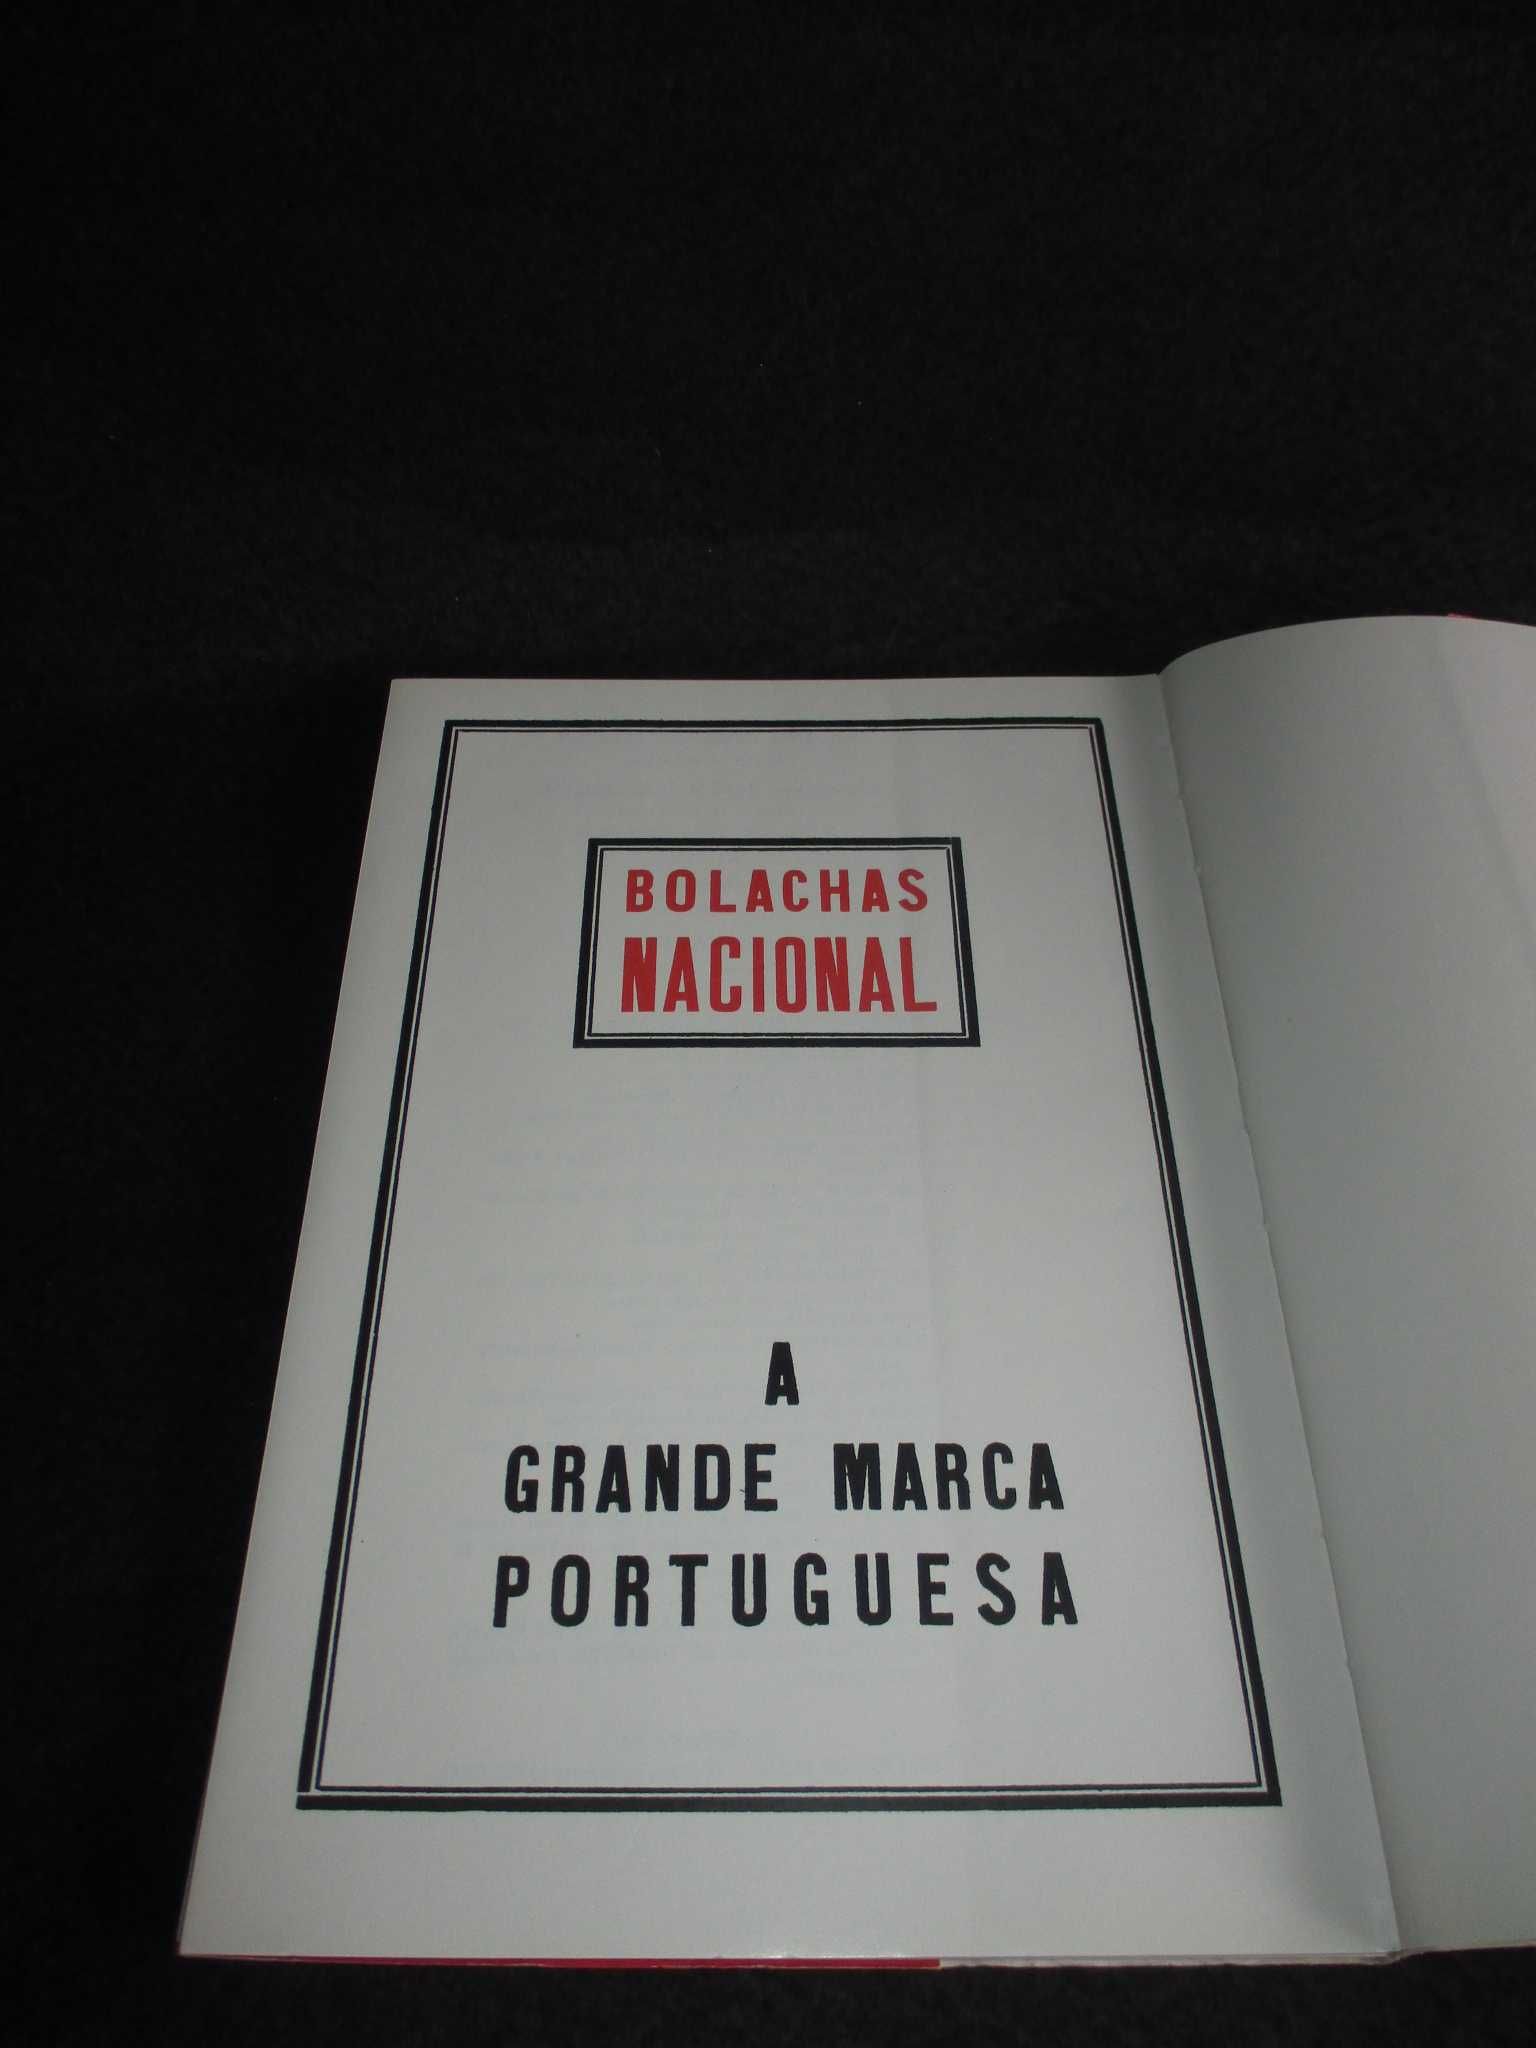 BOLACHAS
NACIONAL
A
GRANDE MARCA
PORTUGUESA